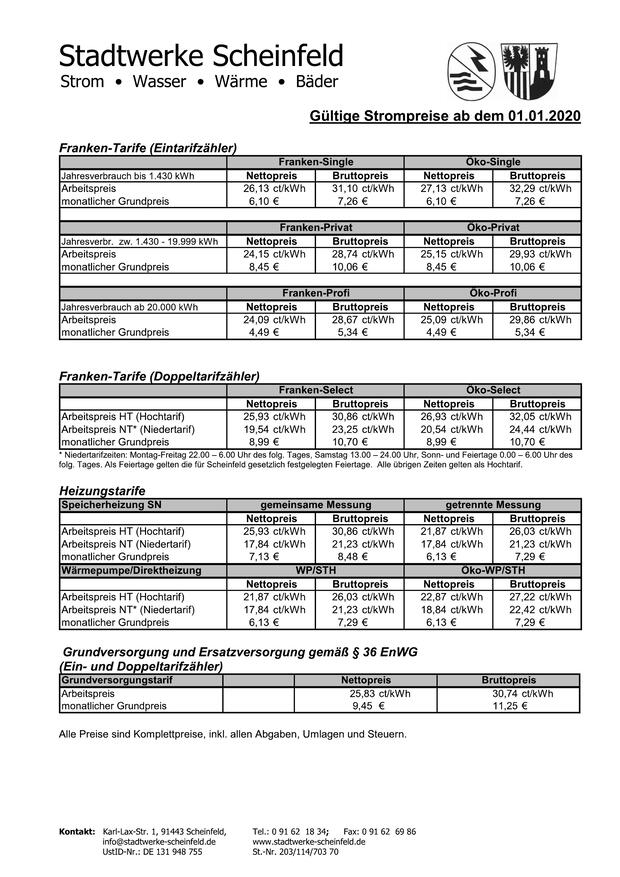 Stadtwerke Scheinfeld
Strom • Wasser • Wärme • Bäder
Gültige Strompreise ab dem 01.01.2020
Franken-Tarife (Eintarifzähler)
Franken-Single Öko-Single
Jahresverbrauch bis 1.430 kWh Nettopreis Bruttopreis Nettopreis Bruttopreis
Arbeitspreis 26,13 ct/kWh 31,10 ct/kWh 27,13 ct/kWh 32,29 ct/kWh
monatlicher Grundpreis 6,10 € 7,26 € 6,10 € 7,26 €
Franken-Privat Öko-Privat
Jahresverbr. zw. 1.430 - 19.999 kWh Nettopreis Bruttopreis Nettopreis Bruttopreis
Arbeitspreis 24,15 ct/kWh 28,74 ct/kWh 25,15 ct/kWh 29,93 ct/kWh
monatlicher Grundpreis 8,45 € 10,06 € 8,45 € 10,06 €
Franken-Profi Öko-Profi
Jahresverbrauch ab 20.000 kWh Nettopreis Bruttopreis Nettopreis Bruttopreis
Arbeitspreis 24,09 ct/kWh 28,67 ct/kWh 25,09 ct/kWh 29,86 ct/kWh
monatlicher Grundpreis 4,49 € 5,34 € 4,49 € 5,34 €
Franken-Tarife (Doppeltarifzähler)
Franken-Select Öko-Select
Nettopreis Bruttopreis Nettopreis Bruttopreis
Arbeitspreis HT (Hochtarif) 25,93 ct/kWh 30,86 ct/kWh 26,93 ct/kWh 32,05 ct/kWh
Arbeitspreis NT* (Niedertarif) 19,54 ct/kWh 23,25 ct/kWh 20,54 ct/kWh 24,44 ct/kWh
monatlicher Grundpreis 8,99 € 10,70 € 8,99 € 10,70 €
* Niedertarifzeiten: Montag-Freitag 22.00 – 6.00 Uhr des folg. Tages, Samstag 13.00 – 24.00 Uhr, Sonn- und Feiertage 0.00 – 6.00 Uhr des
folg. Tages. Als Feiertage gelten die für Scheinfeld gesetzlich festgelegten Feiertage. Alle übrigen Zeiten gelten als Hochtarif.
Heizungstarife
Speicherheizung SN gemeinsame Messung getrennte Messung
Nettopreis Bruttopreis Nettopreis Bruttopreis
Arbeitspreis HT (Hochtarif) 25,93 ct/kWh 30,86 ct/kWh 21,87 ct/kWh 26,03 ct/kWh
Arbeitspreis NT (Niedertarif) 17,84 ct/kWh 21,23 ct/kWh 17,84 ct/kWh 21,23 ct/kWh
monatlicher Grundpreis 7,13 € 8,48 € 6,13 € 7,29 €
Wärmepumpe/Direktheizung WP/STH Öko-WP/STH
Nettopreis Bruttopreis Nettopreis Bruttopreis
Arbeitspreis HT (Hochtarif) 21,87 ct/kWh 26,03 ct/kWh 22,87 ct/kWh 27,22 ct/kWh
Arbeitspreis NT* (Niedertarif) 17,84 ct/kWh 21,23 ct/kWh 18,84 ct/kWh 22,42 ct/kWh
monatlicher Grundpreis 6,13 € 7,29 € 6,13 € 7,29 €
Grundversorgung und Ersatzversorgung gemäß § 36 EnWG
(Ein- und Doppeltarifzähler)
Grundversorgungstarif Nettopreis Bruttopreis
Arbeitspreis 25,83 ct/kWh 30,74 ct/kWh
monatlicher Grundpreis 9,45 € 11,25 €
Alle Preise sind Komplettpreise, inkl. allen Abgaben, Umlagen und Steuern.
Kontakt: Karl-Lax-Str. 1, 91443 Scheinfeld, Tel.: 0 91 62 18 34; Fax: 0 91 62 69 86
info@stadtwerke-scheinfeld.de www.stadtwerke-scheinfeld.de
UstID-Nr.: DE 131 948 755 St.-Nr. 203/114/703 70